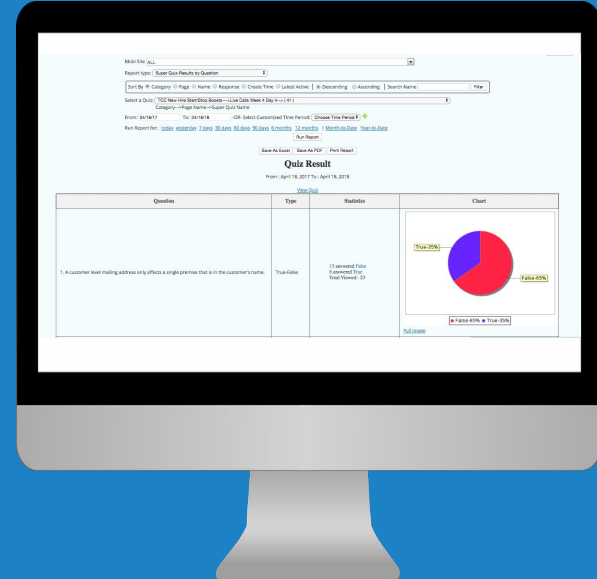 Mobi Site ALL
Report type: Super Quiz-Results by Question
Sort By Category Page Name Response Create Time Latest Active | Descending Ascending | Search Name Filter
Select a Quiz: TCC New Hire Start/Stop Boosts--->Live Calls Week 4 Day 4--> ( 41 )
Category-->Page Name-->Super Quiz Name
From: 04/18/17 To: 04/18/18 -OR- Select Customized Time Period: Choose Time Period
Run Report for: today yesterday 7 days 30 days 60 days 90 days 6 months 12 months | Month-to-Date Year-to-Date
Run Report
Save As Excel Save As PDF Print Report
Quiz Result
From : April 18, 2017 To : April 18, 2018
View Quiz
Question Type Statistics Chart
1. A customer level mailing address only affects a single premise that is in the customer's name.
True-False
15 answered False
8 answered True
Total Viewed:- 23
True-35%
False-65%
False-65% True-35%
Full Image